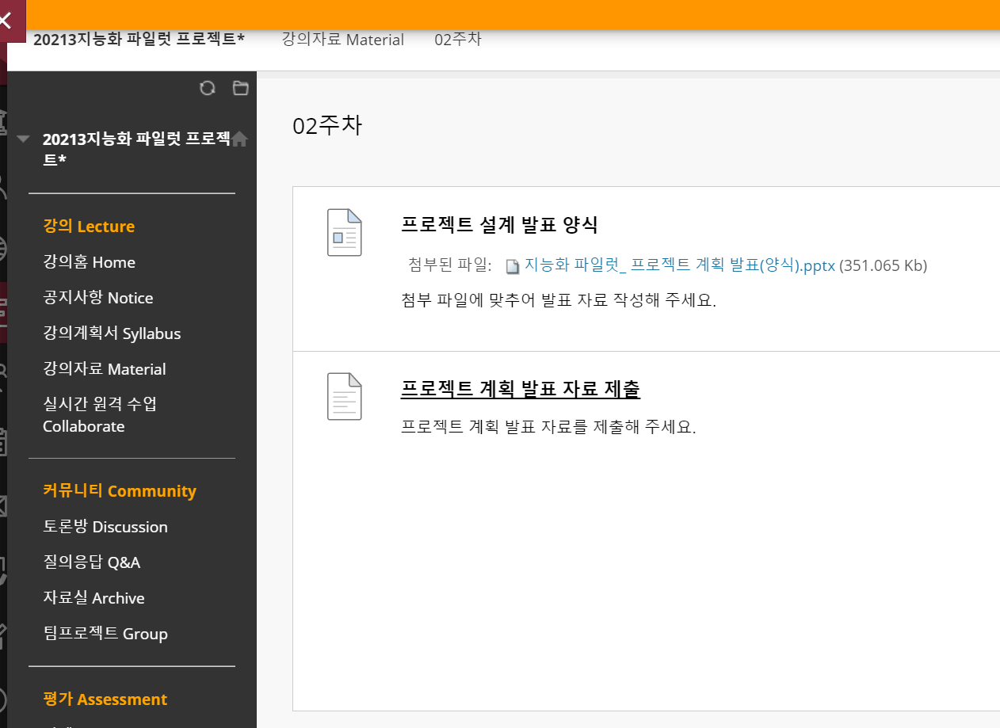 20213지능화 파일럿 프로젝트* 강의자료 Material 02주차
20213지능화 파일럿 프로젝
트*
강의 Lecture
강의홈 Home
공지사항 Notice
강의계획서 Syllabus
강의자료 Material
실시간 원격 수업
Collaborate
커뮤니티 Community
토론방 Discussion
질의응답 Q&A
자료실 Archive
팀프로젝트 Group
평가 Assessment
02주차
프로젝트 설계 발표 양식
첨부된 파일: 지능화 파일럿_ 프로젝트 계획 발표(양식).pptx (351.065 Kb)
첨부 파일에 맞추어 발표 자료 작성해 주세요.
프로젝트 계획 발표 자료 제출
프로젝트 계획 발표 자료를 제출해 주세요.